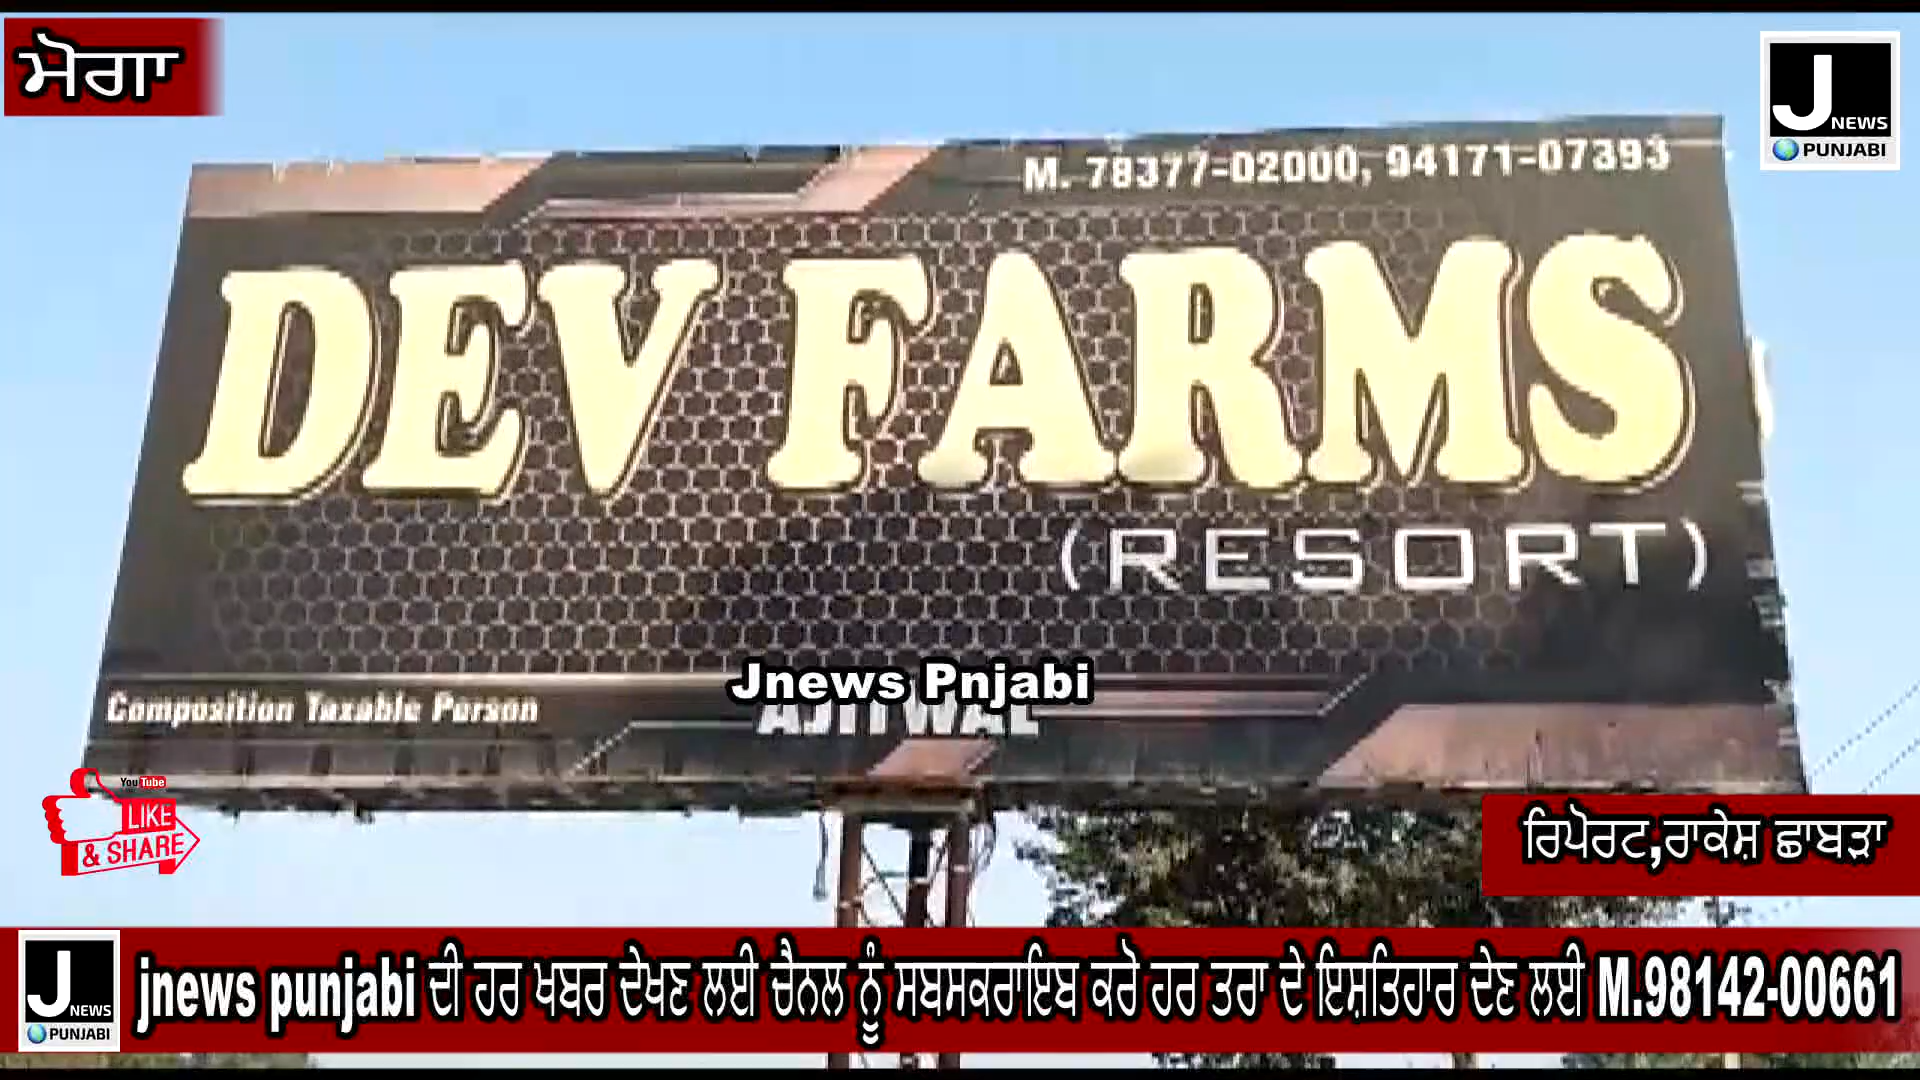 ਮੋਗਾ
J NEWS
PUNJABI
M. 78377-02000, 94171-07393
DEV FARMS
(RESORT)
Jnews Pnjabi
Composition Taxable Person
AJITWAL
YouTube
LIKE
& SHARE
ਰਿਪੋਰਟ,ਰਾਕੇਸ਼ ਛਾਬੜਾ
J NEWS
PUNJABI
jnews punjabi ਦੀ ਹਰ ਖਬਰ ਦੇਖਣ ਲਈ ਚੈਨਲ ਨੂੰ ਸਬਸਕਰਾਇਬ ਕਰੋ ਹਰ ਤਰਾ ਦੇ ਇਸ਼ਤਿਹਾਰ ਦੇਣ ਲਈ M.98142-00661